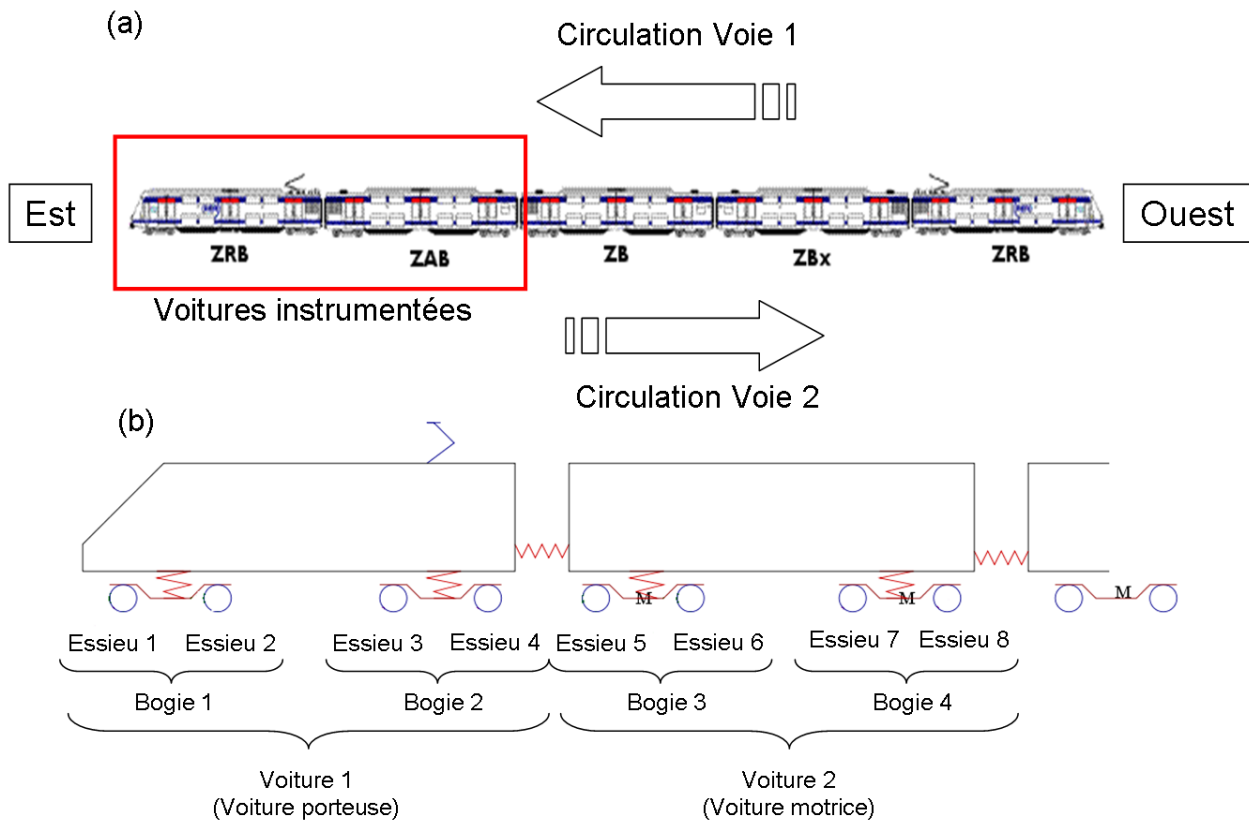 (a)
Circulation Voie 1
Est
Ouest
ZRB ZAB ZB ZBx ZRB
Voitures instrumentées
Circulation Voie 2
(b)
M M M
Essieu 1 Essieu 2 Essieu 3 Essieu 4 Essieu 5 Essieu 6 Essieu 7 Essieu 8
Bogie 1 Bogie 2 Bogie 3 Bogie 4
Voiture 1 Voiture 2
(Voiture porteuse) (Voiture motrice)